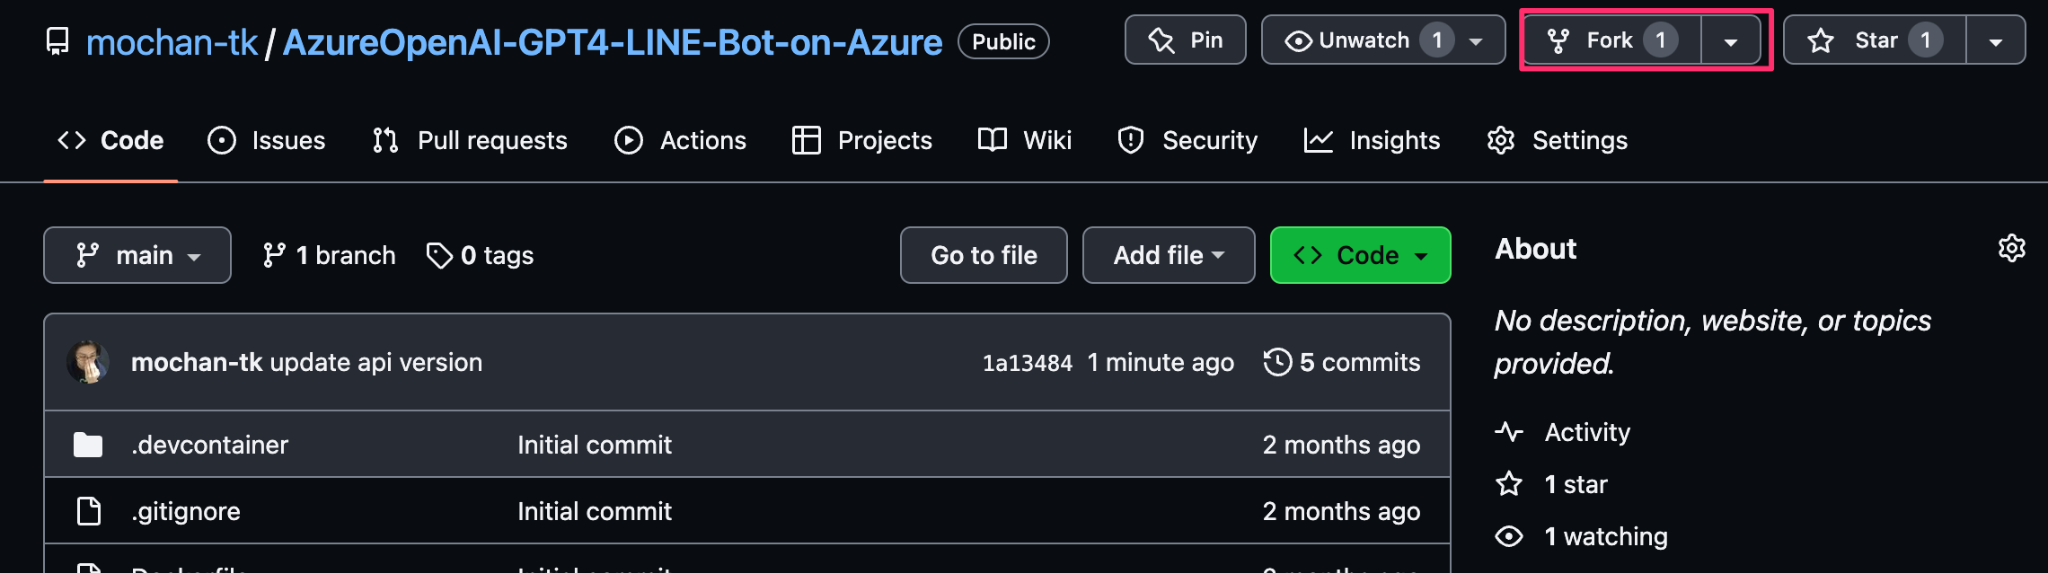 mochan-tk / AzureOpenAI-GPT4-LINE-Bot-on-Azure Public Pin Unwatch 1 Fork 1 Star 1
Code Issues Pull requests Actions Projects Wiki Security Insights Settings
main 1 branch 0 tags Go to file Add file Code
About
No description, website, or topics
provided.
mochan-tk update api version 1a13484 1 minute ago 5 commits
.devcontainer Initial commit 2 months ago
Activity
1 star
.gitignore Initial commit 2 months ago
1 watching